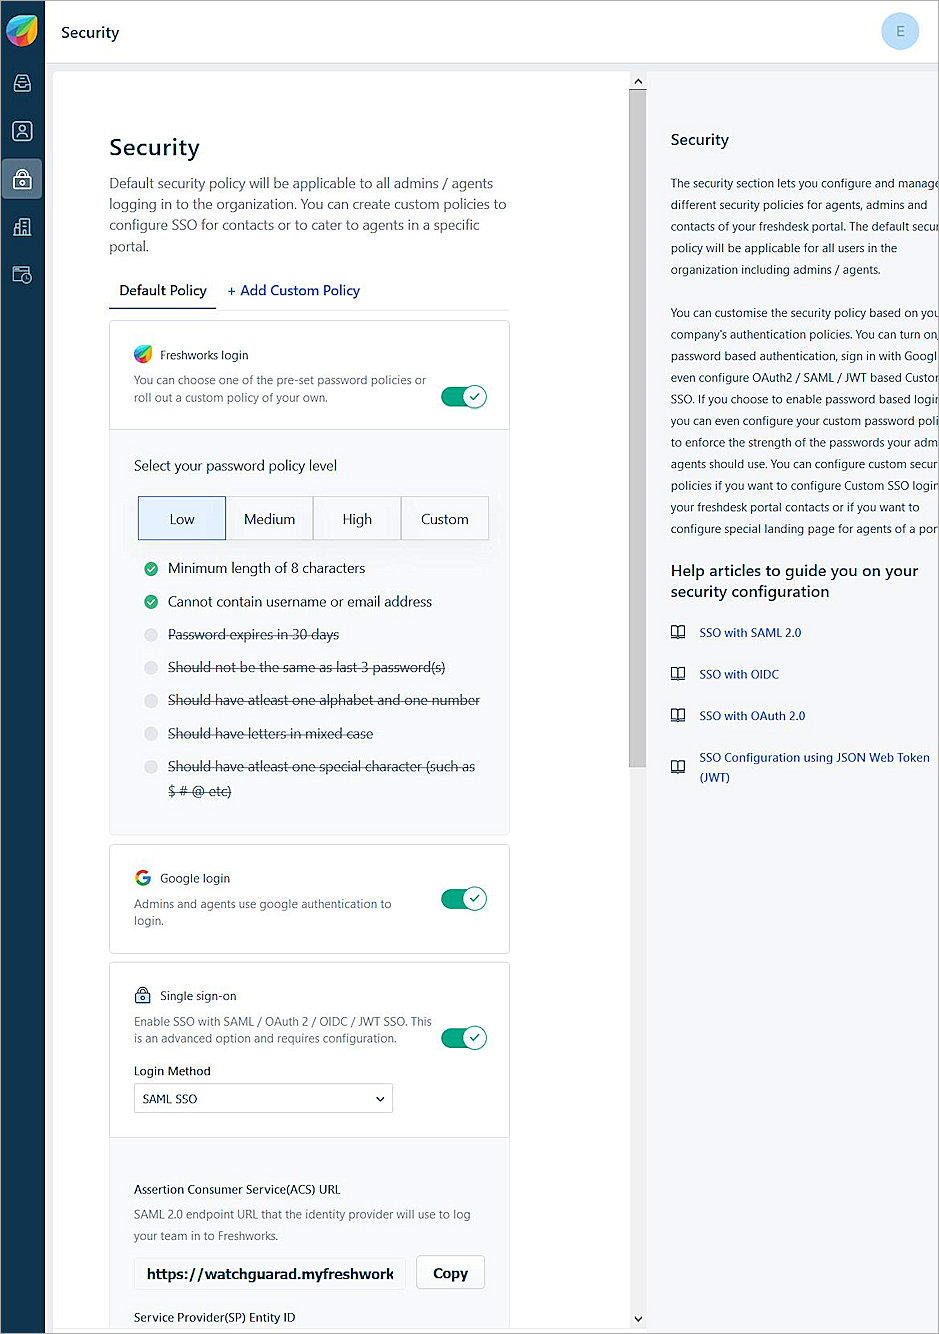 Security
E
Security
Default security policy will be applicable to all admins / agents
logging in to the organization. You can create custom policies to
configure SSO for contacts or to cater to agents in a specific
portal.
Default Policy
+ Add Custom Policy
Freshworks login
You can choose one of the pre-set password policies or
roll out a custom policy of your own.
Select your password policy level
Low
Medium
High
Custom
Minimum length of 8 characters
Cannot contain username or email address
Password expires in 30 days
Should not be the same as last 3 password(s)
Should have atleast one alphabet and one number
Should have letters in mixed case
Should have atleast one special character (such as
$ # @ etc)
Google login
Admins and agents use google authentication to
login.
Single sign-on
Enable SSO with SAML / OAuth 2 / OIDC / JWT SSO. This
is an advanced option and requires configuration.
Login Method
SAML SSO
Assertion Consumer Service(ACS) URL
SAML 2.0 endpoint URL that the identity provider will use to log
your team in to Freshworks.
https://watchguarad.myfreshwork
Copy
Service Provider(SP) Entity ID
Security
The security section lets you configure and manage
different security policies for agents, admins and
contacts of your freshdesk portal. The default secur
policy will be applicable for all users in the
organization including admins / agents.
You can customise the security policy based on you
company's authentication policies. You can turn on,
password based authentication, sign in with Googl
even configure OAuth2 / SAML / JWT based Custor
SSO. If you choose to enable password based login
you can even configure your custom password poli
to enforce the strength of the passwords your adm
agents should use. You can configure custom secur
policies if you want to configure Custom SSO login
your freshdesk portal contacts or if you want to
configure special landing page for agents of a por
Help articles to guide you on your
security configuration
SSO with SAML 2.0
SSO with OIDC
SSO with OAuth 2.0
SSO Configuration using JSON Web Token
(JWT)